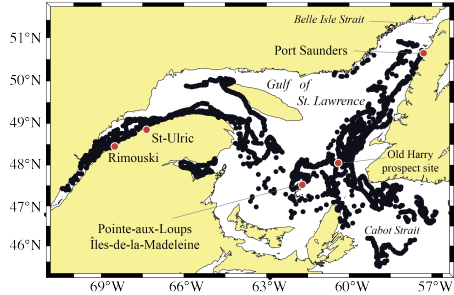 Belle Isle Strait
51°N
Port Saunders
50°N
Gulf of
St. Lawrence
49°N
St-Ulric
Rimouski
Old Harry
prospect site
48°N
47°N
Pointe-aux-Loups
Îles-de-la-Madeleine
Cabot Strait
46°N
69°W
66°W
63°W
60°W
57°W